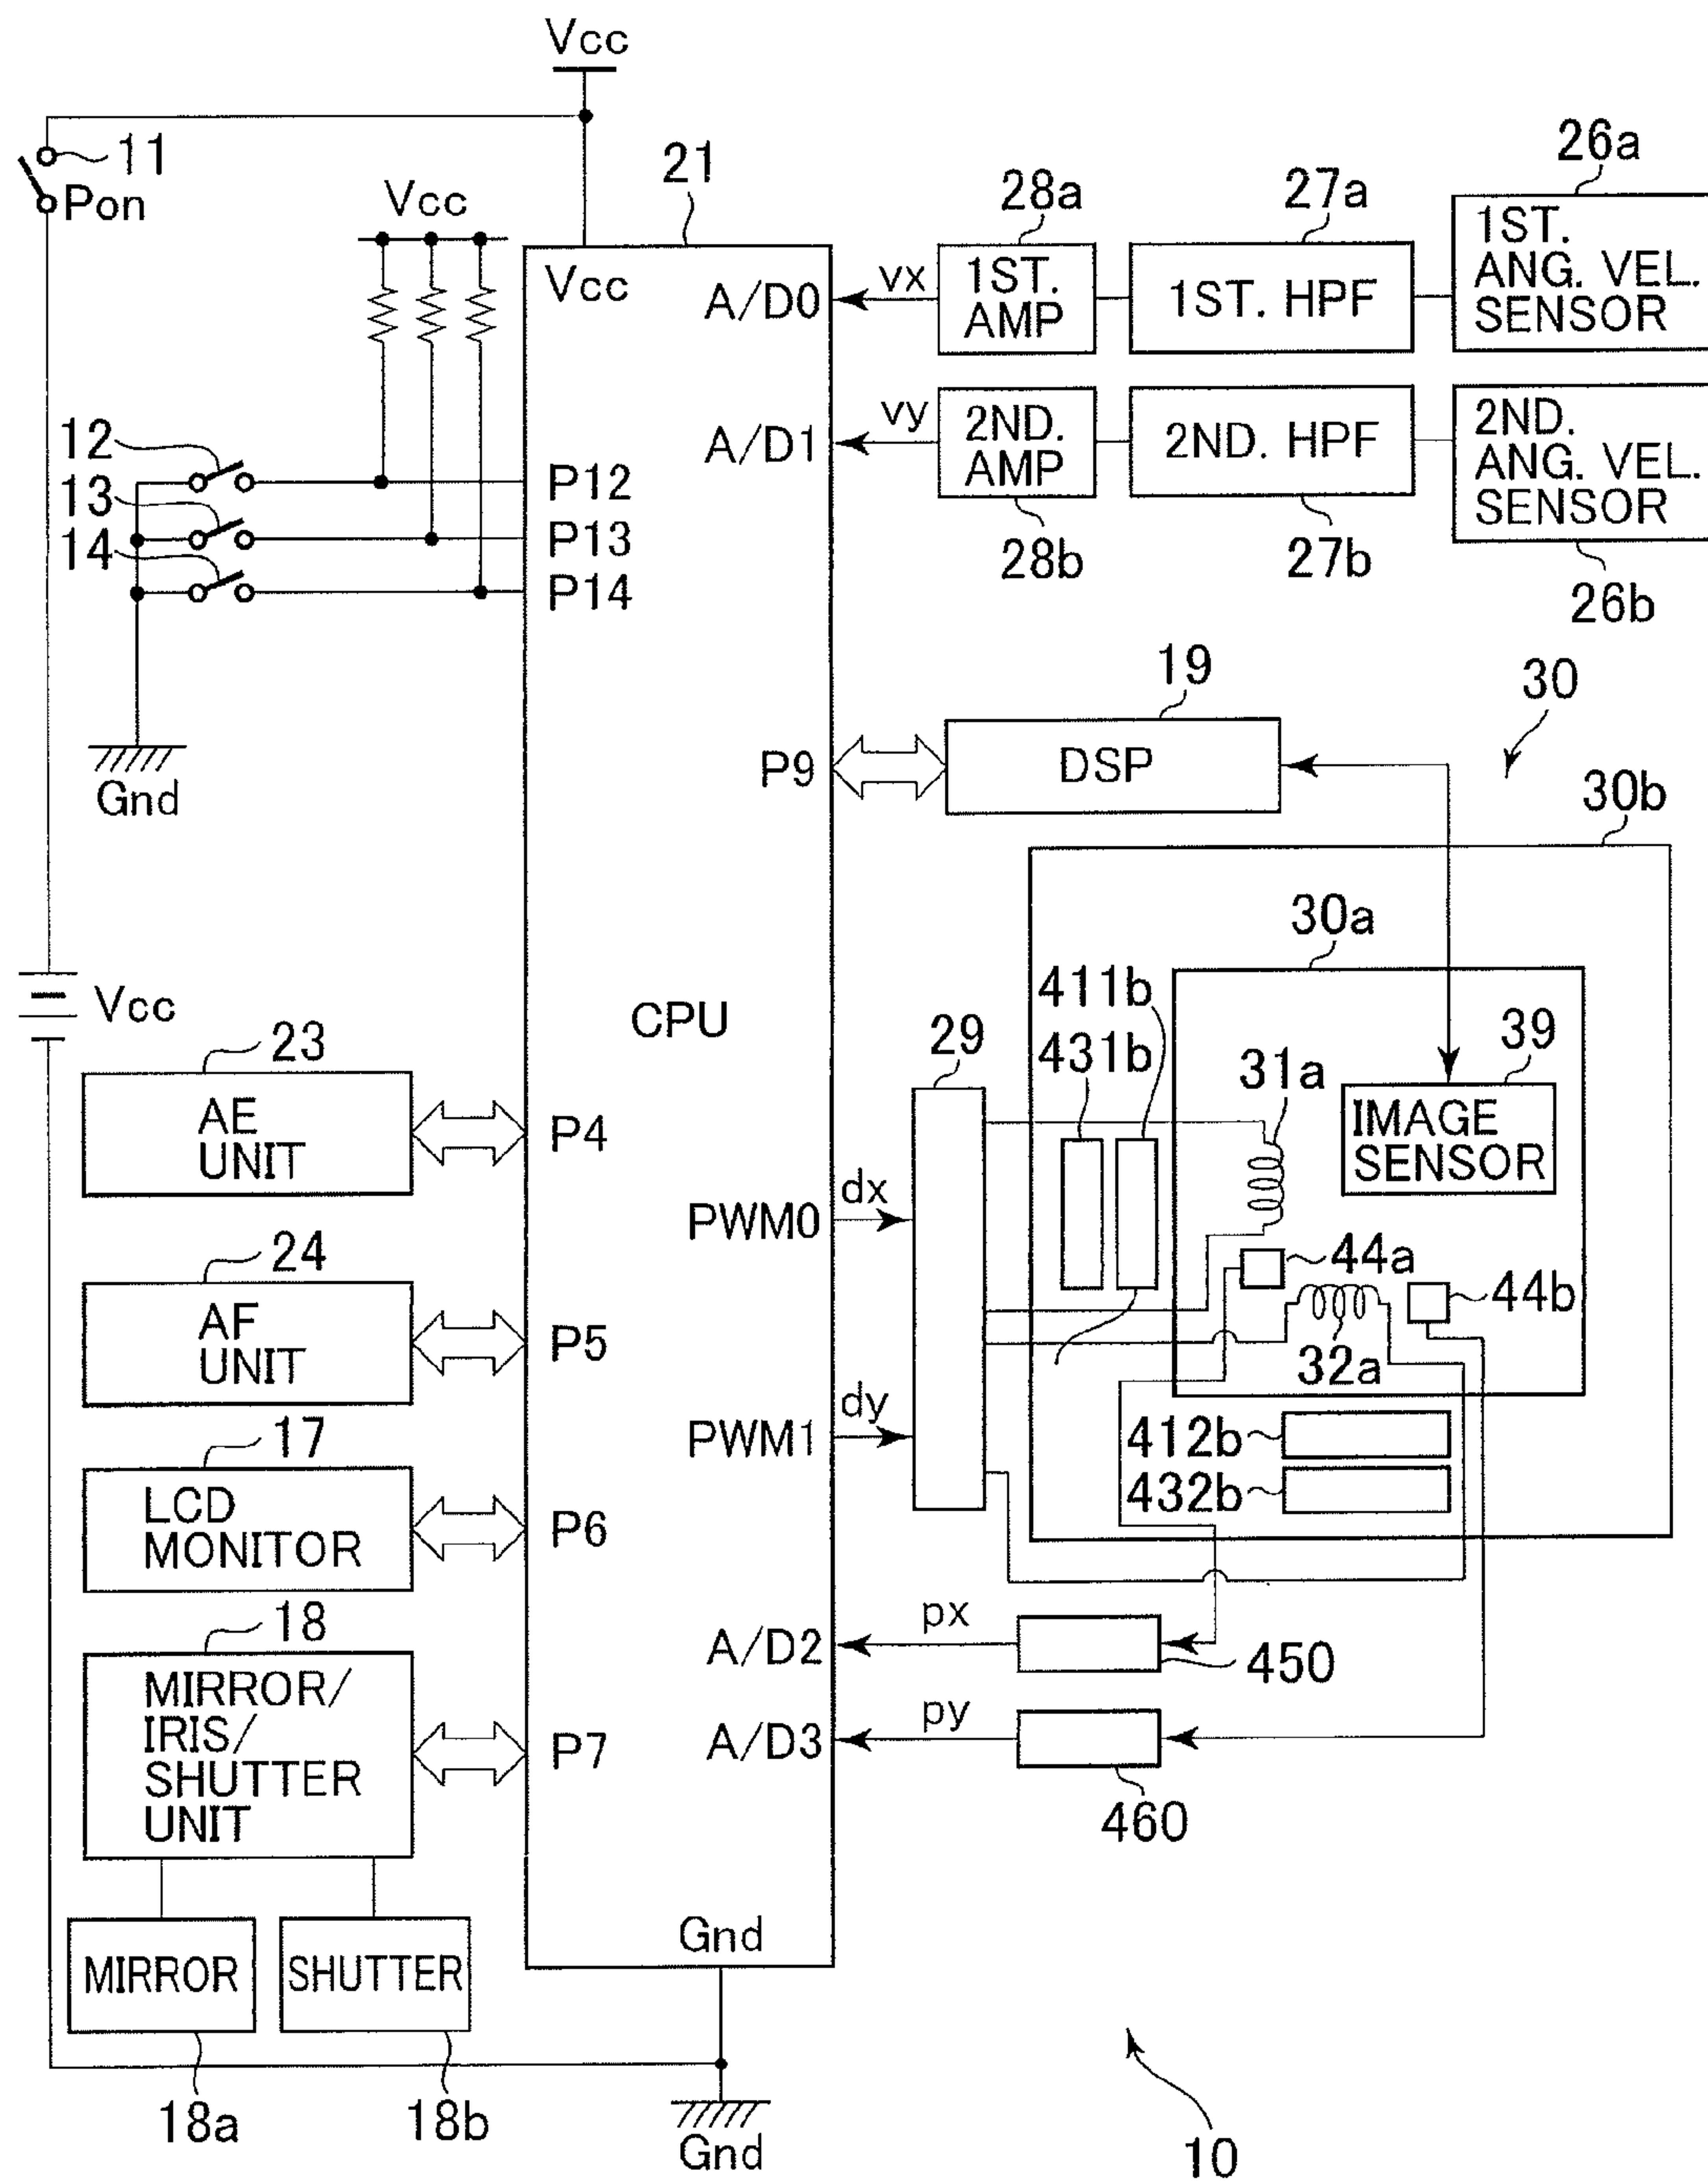 Vcc
11
Pon
Vcc
21
Vcc
28a
27a
26a
A/D0
vx
1ST.
AMP
1ST. HPF
1ST.
ANG. VEL.
SENSOR
A/D1
vy
2ND.
AMP
2ND. HPF
2ND.
ANG. VEL.
SENSOR
28b
27b
26b
12
13
14
P12
P13
P14
Gnd
19
30
P9
DSP
30b
30a
Vcc
CPU
411b
431b
29
31a
39
IMAGE
SENSOR
23
AE
UNIT
P4
PWM0
dx
44a
44b
32a
24
AF
UNIT
P5
PWM1
dy
412b
432b
17
LCD
MONITOR
P6
A/D2
px
450
18
MIRROR/
IRIS/
SHUTTER
UNIT
P7
A/D3
py
460
Gnd
MIRROR
SHUTTER
18a
18b
Gnd
10